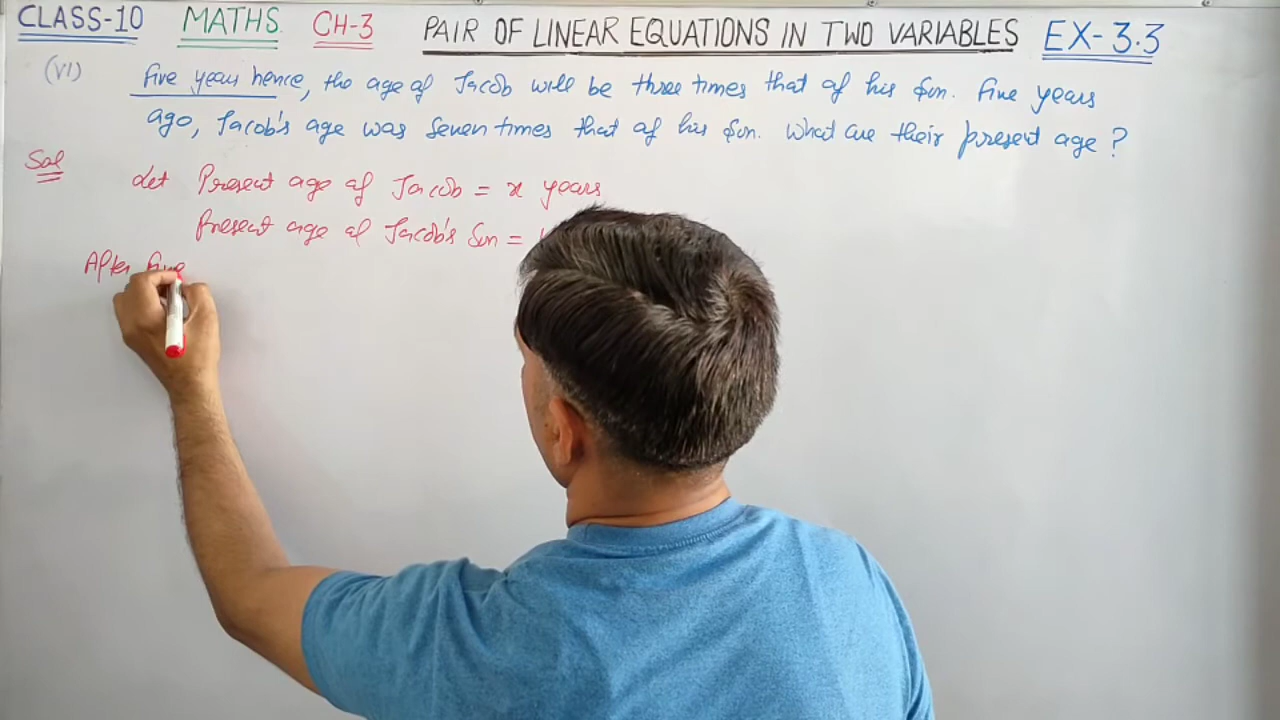 CLASS-10 MATHS CH-3 PAIR OF LINEAR EQUATIONS IN TWO VARIABLES EX-3.3
(VI) Five years hence, the age of Jacob will be three times that of his son. Five years
ago, Jacob's age was seven times that of his son. What are their present age?
Sol Let Present age of Jacob = x years
Present age of Jacob's Son =
After five